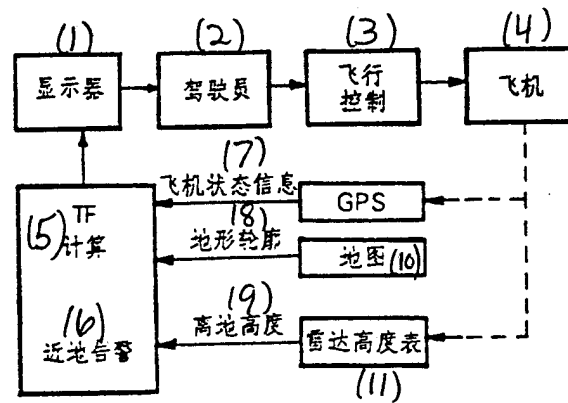 (1)
(2)
(3)
(4)
显示器
驾驶员
飞行
控制
飞机
(7)
飞机状态信息
GPS
TF
(5)
计算
(8)
地形轮廓
地图(10)
(6)
近地告警
(9)
离地高度
雷达高度表
(11)